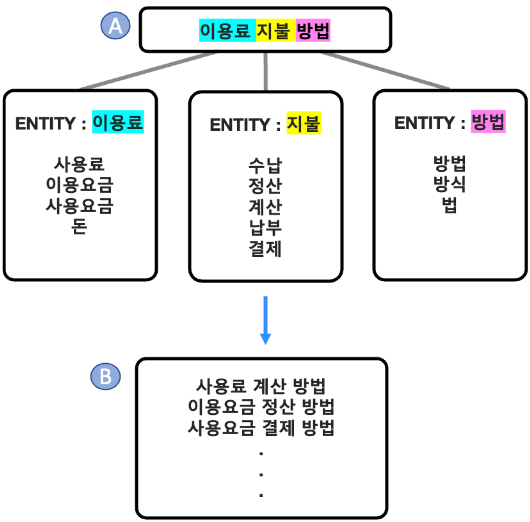 A
이용료 지불 방법
ENTITY : 이용료
사용료
이용요금
사용요금
돈
ENTITY : 지불
수납
정산
계산
납부
결제
ENTITY : 방법
방법
방식
법
B
사용료 계산 방법
이용요금 정산 방법
사용요금 결제 방법
.
.
.